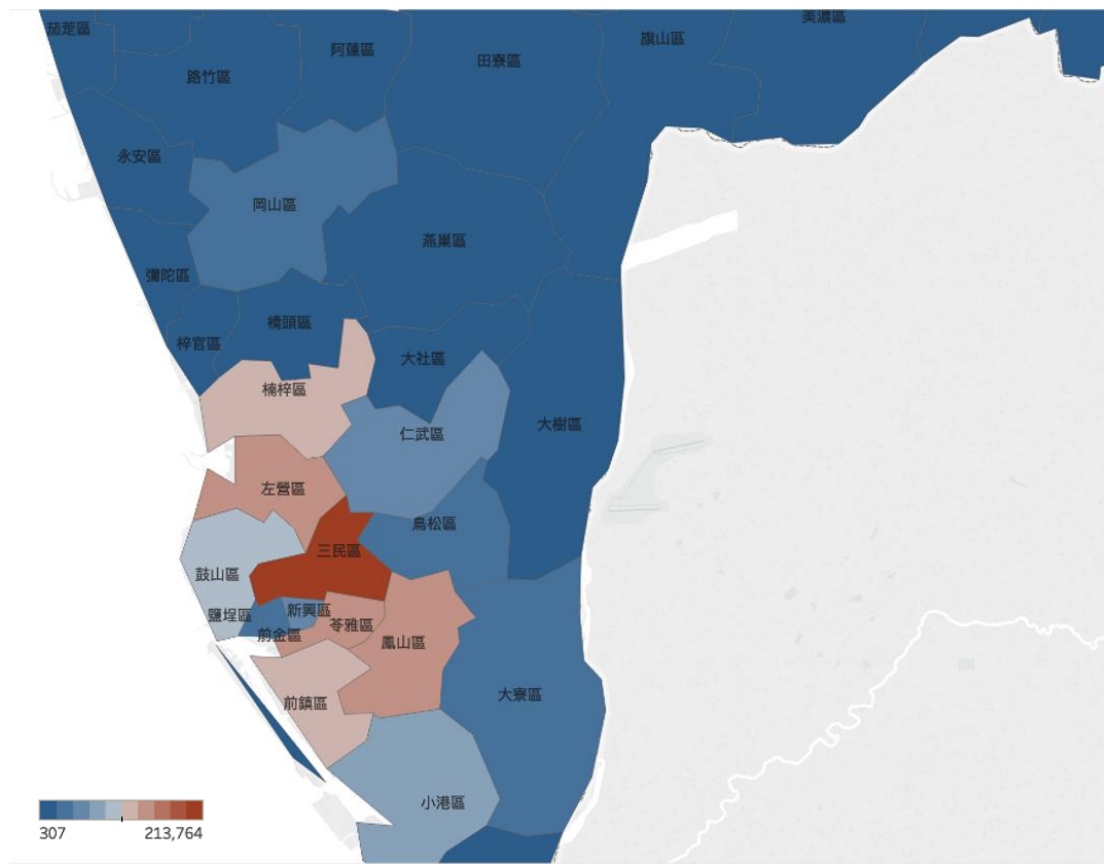 茄萣區
路竹區
阿蓮區
田寮區
旗山區
美濃區
永安區
岡山區
燕巢區
彌陀區
梓官區
橋頭區
大社區
楠梓區
仁武區
大樹區
左營區
鳥松區
三民區
鼓山區
鹽埕區
新興區
前金區
苓雅區
鳳山區
前鎮區
大寮區
小港區
307
213,764